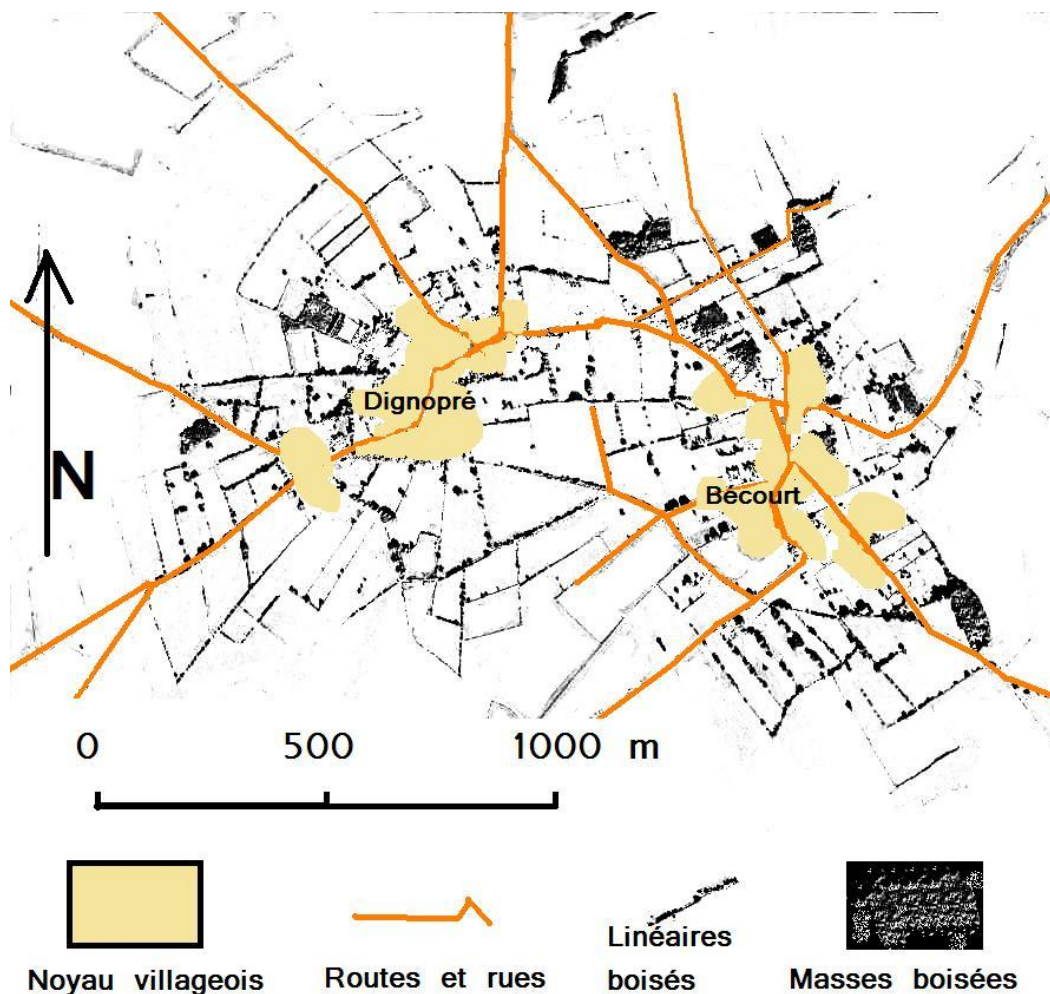 Dignopré
N
Bécourt
0 500 1000 m
Noyau villageois
Routes et rues
Linéaires
boisés
Masses boisées